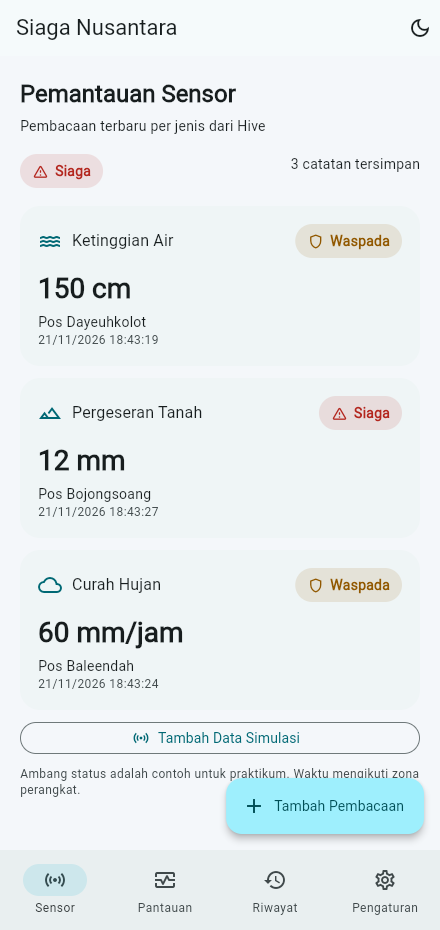 Siaga Nusantara
Pemantauan Sensor
Pembacaan terbaru per jenis dari Hive
Siaga
3 catatan tersimpan
Ketinggian Air
Waspada
150 cm
Pos Dayeuhkolot
21/11/2026 18:43:19
Pergeseran Tanah
Siaga
12 mm
Pos Bojongsoang
21/11/2026 18:43:27
Curah Hujan
Waspada
60 mm/jam
Pos Baleendah
21/11/2026 18:43:24
Tambah Data Simulasi
Ambang status adalah contoh untuk praktikum. Waktu mengikuti zona
perangkat.
Tambah Pembacaan
Sensor
Pantauan
Riwayat
Pengaturan